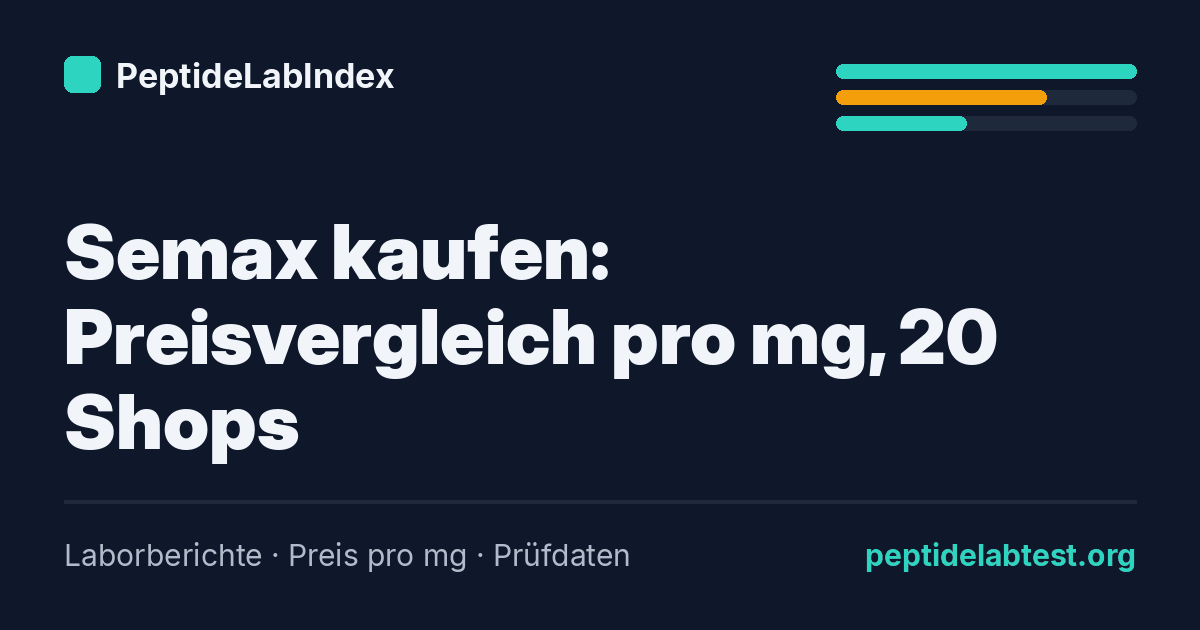 PeptideLabIndex
Semax kaufen:
Preisvergleich pro mg, 20
Shops
Laborberichte · Preis pro mg · Prüfdaten
peptidelabtest.org